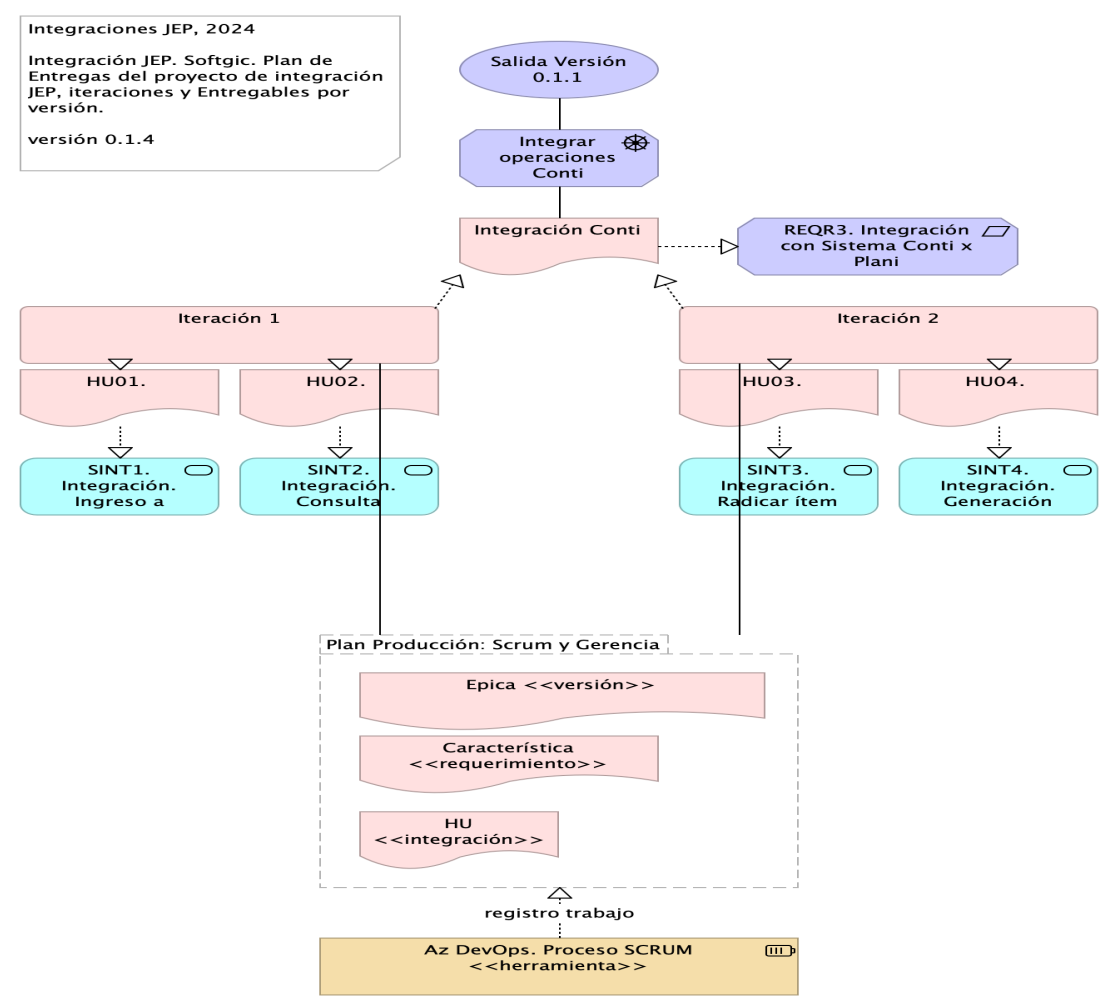 Integraciones JEP, 2024
Integración JEP. Softgic. Plan de
Entregas del proyecto de integración
JEP, iteraciones y Entregables por
versión.
versión 0.1.4
Salida Versión
0.1.1
Integrar
operaciones
Conti
Integración Conti
REQR3. Integración
con Sistema Conti x
Plani
Iteración 1
Iteración 2
HU01.
HU02.
HU03.
HU04.
SINT1.
Integración.
Ingreso a
SINT2.
Integración.
Consulta
SINT3.
Integración.
Radicar ítem
SINT4.
Integración.
Generación
Plan Producción: Scrum y Gerencia
Epica <<versión>>
Característica
<<requerimiento>>
HU
<<integración>>
registro trabajo
Az DevOps. Proceso SCRUM
<<herramienta>>